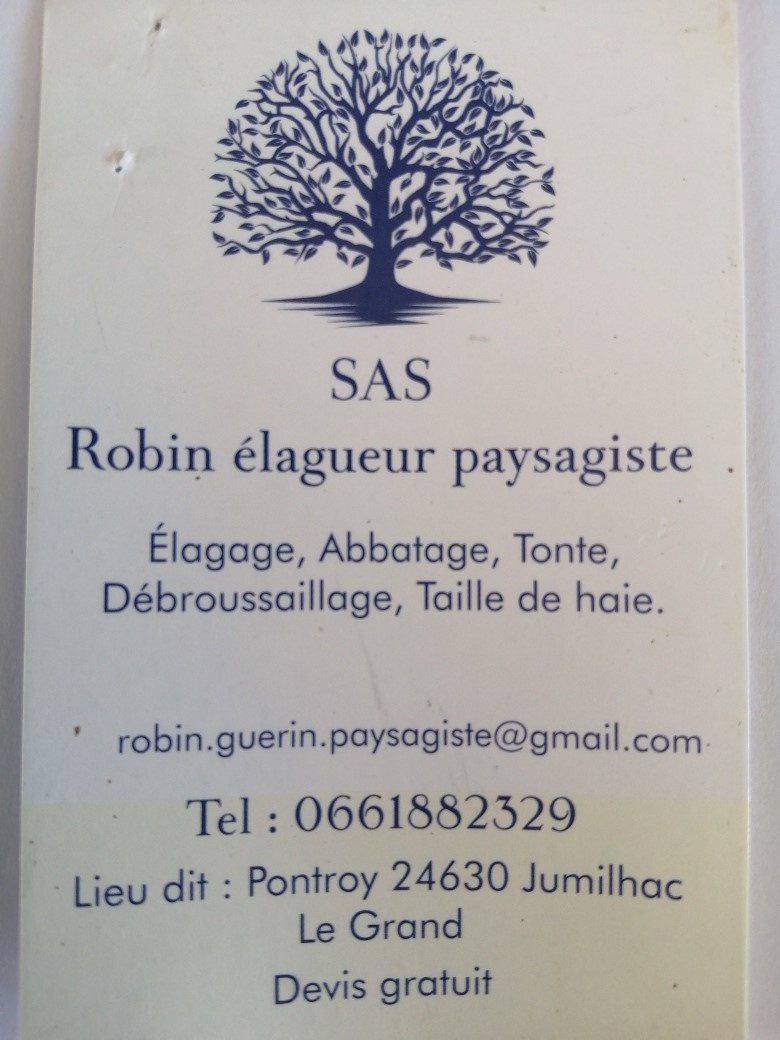 SAS
Robin élagueur paysagiste
Élagage, Abbatage, Tonte,
Débroussaillage, Taille de haie.
robin.guerin.paysagiste@gmail.com
Tel : 0661882329
Lieu dit : Pontroy 24630 Jumilhac
Le Grand
Devis gratuit